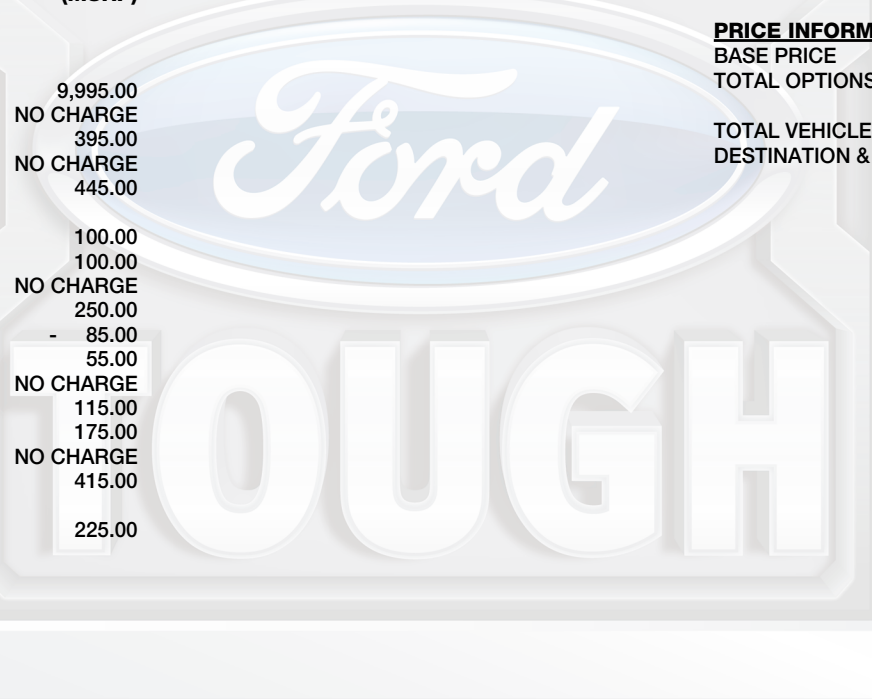 9,995.00
NO CHARGE
395.00
NO CHARGE
445.00
100.00
100.00
NO CHARGE
250.00
- 85.00
55.00
NO CHARGE
115.00
175.00
NO CHARGE
415.00
225.00
PRICE INFORM
BASE PRICE
TOTAL OPTIONS
TOTAL VEHICLE
DESTINATION &
Ford
TOUGH